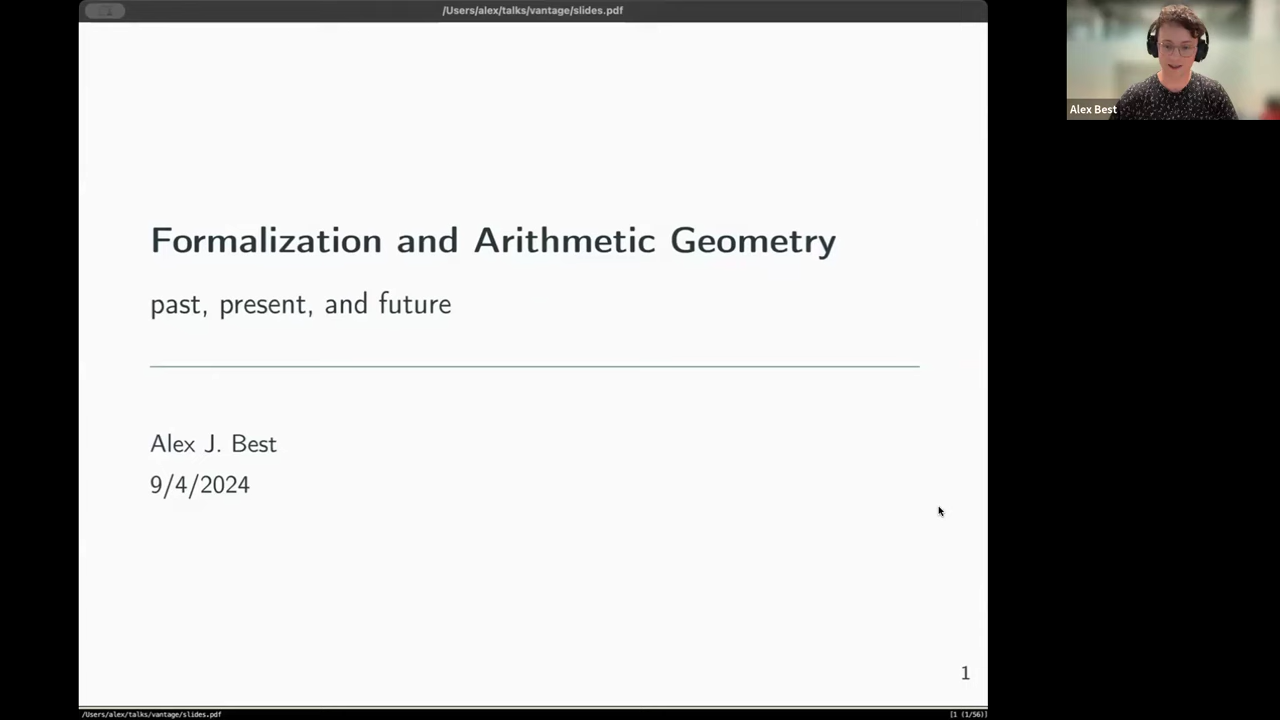 /Users/alex/talks/vantage/slides.pdf
Alex Best
Formalization and Arithmetic Geometry
past, present, and future
Alex J. Best
9/4/2024
1
/Users/alex/talks/vantage/slides.pdf
[1 (1/56)]